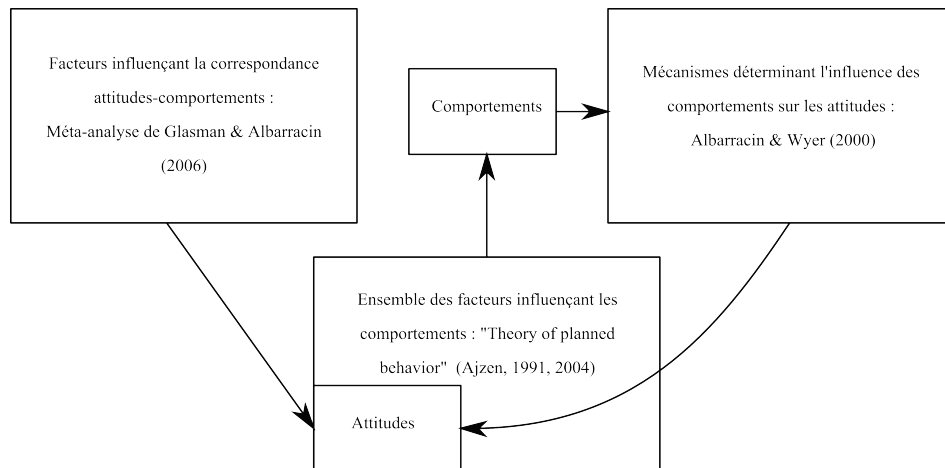 Facteurs influençant la correspondance
attitudes-comportements :
Méta-analyse de Glasman & Albarracin
(2006)
Comportements
Mécanismes déterminant l'influence des
comportements sur les attitudes :
Albarracin & Wyer (2000)
Ensemble des facteurs influençant les
comportements : "Theory of planned
behavior" (Ajzen, 1991, 2004)
Attitudes